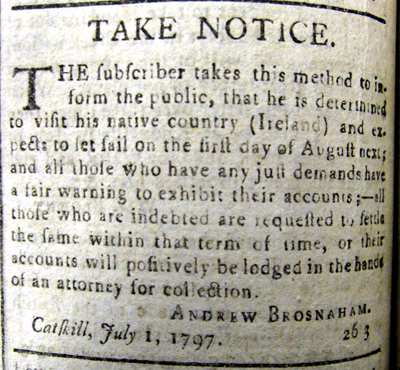 TAKE NOTICE.
THE ſubſcriber takes this method to in-
form the public, that he is determined
to viſit his native country (Ireland) and ex-
pects to ſet ſail on the firſt day of Auguſt next;
and all thoſe who have any juſt demands have
a fair warning to exhibit their accounts;—all
thoſe who are indebted are requeſted to ſettle
the ſame within that term of time, or their
accounts will poſitively be lodged in the hands
of an attorney for collection.
ANDREW BROSNAHAM.
Catſkill, July 1, 1797. 263